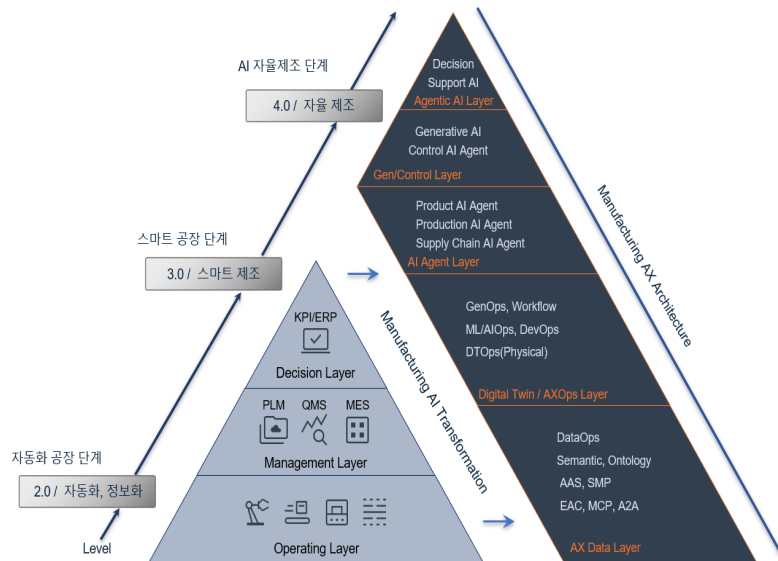 AI 자율제조 단계
4.0 / 자율 제조
스마트 공장 단계
3.0 / 스마트 제조
자동화 공장 단계
2.0 / 자동화, 정보화
Level
KPI/ERP
Decision Layer
PLM QMS MES
Management Layer
Operating Layer
Manufacturing AI Transformation
Decision
Support AI
Agentic AI Layer
Generative AI
Control AI Agent
Gen/Control Layer
Product AI Agent
Production AI Agent
Supply Chain AI Agent
AI Agent Layer
GenOps, Workflow
ML/AIOps, DevOps
DTOps(Physical)
Digital Twin / AXOps Layer
DataOps
Semantic, Ontology
AAS, SMP
EAC, MCP, A2A
AX Data Layer
Manufacturing AX Architecture